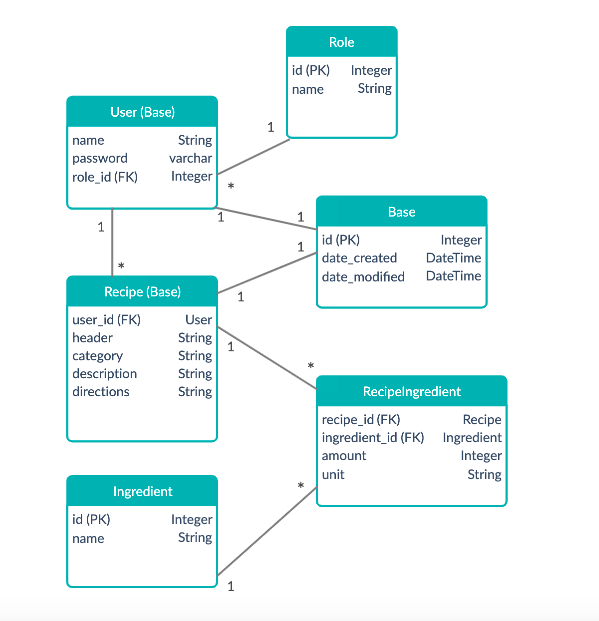 Role
id (PK) Integer
name String
User (Base)
name String
password varchar
role_id (FK) Integer
1
*
1
1
1
*
Base
id (PK) Integer
date_created DateTime
date_modified DateTime
1
1
Recipe (Base)
user_id (FK) User
header String
category String
description String
directions String
1
*
RecipeIngredient
recipe_id (FK) Recipe
ingredient_id (FK) Ingredient
amount Integer
unit String
Ingredient
id (PK) Integer
name String
*
1